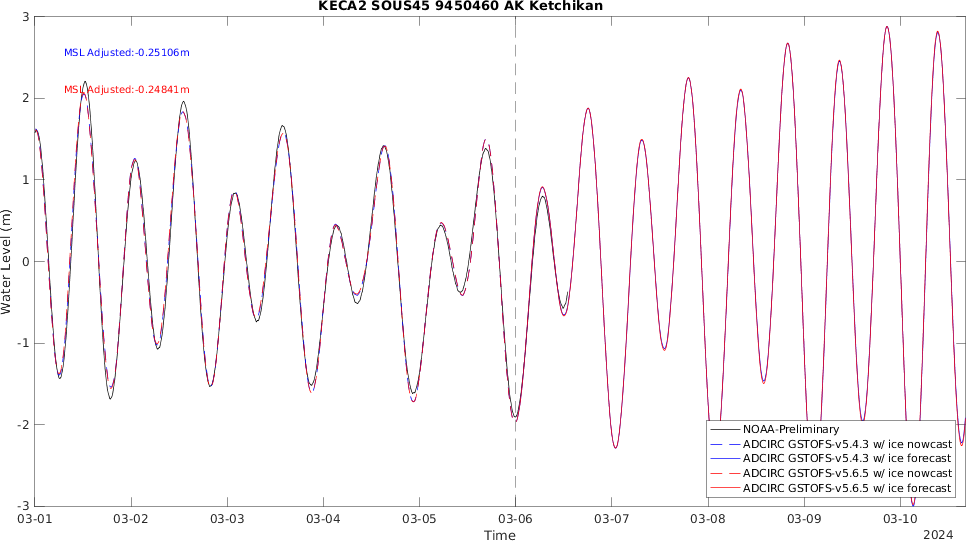 KECA2 SOUS45 9450460 AK Ketchikan
MSL Adjusted:-0.25106m
MSL Adjusted:-0.24841m
Water Level (m)
3
2
1
0
-1
-2
-3
NOAA-Preliminary
ADCIRC GSTOFS-v5.4.3 w/ ice nowcast
ADCIRC GSTOFS-v5.4.3 w/ ice forecast
ADCIRC GSTOFS-v5.6.5 w/ ice nowcast
ADCIRC GSTOFS-v5.6.5 w/ ice forecast
03-01 03-02 03-03 03-04 03-05 03-06 03-07 03-08 03-09 03-10
Time
2024